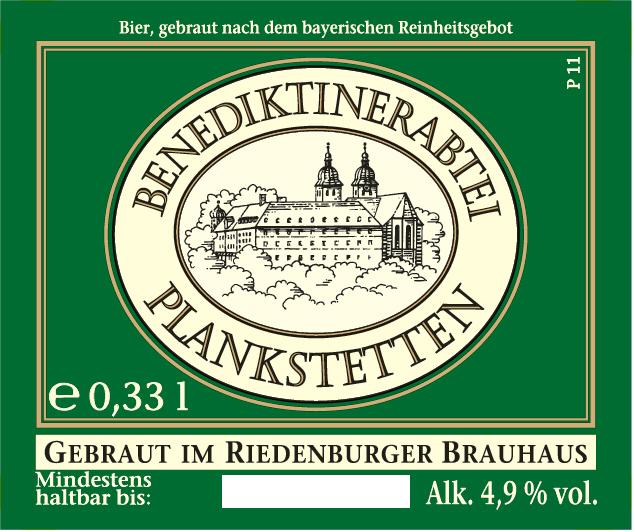 Bier, gebraut nach dem bayerischen Reinheitsgebot
P 11
BENEDIKTINERABTEI
PLANKSTETTEN
℮ 0,33 l
GEBRAUT IM RIEDENBURGER BRAUHAUS
Mindestens
haltbar bis:
Alk. 4,9 % vol.